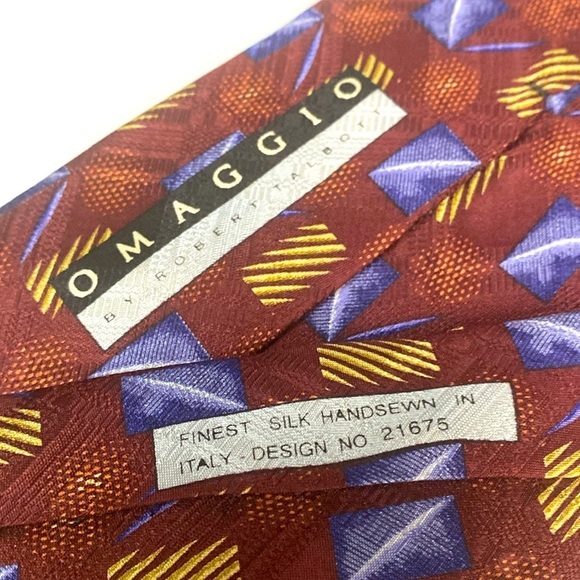 OMAGGIO
BY ROBERT TALBOTT
FINEST SILK HANDSEWN IN
ITALY - DESIGN NO 21675